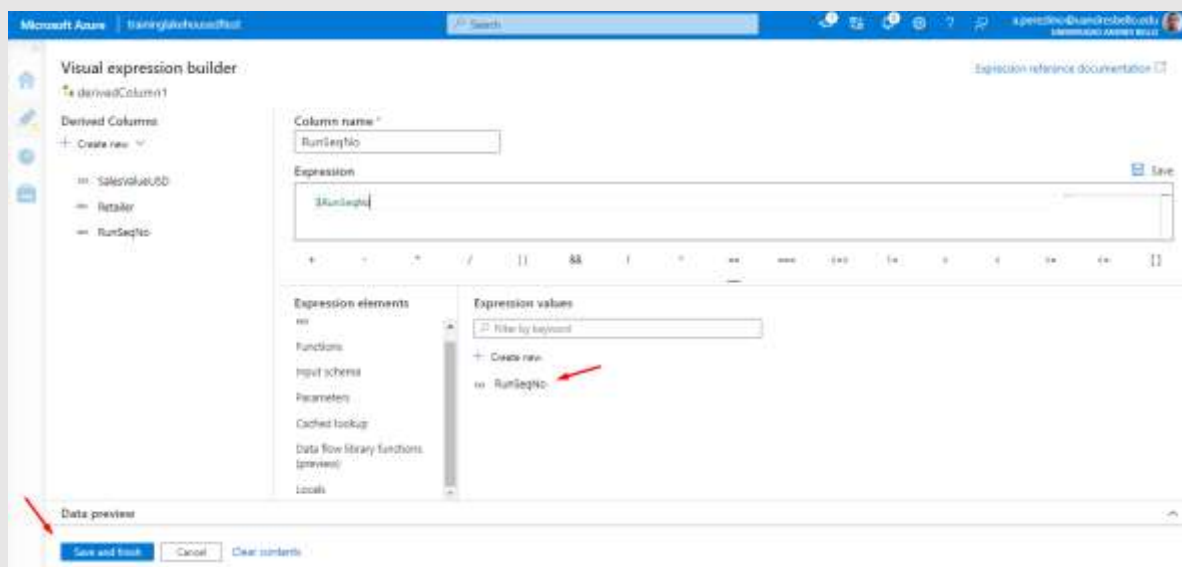 Microsoft Azure
Search
Visual expression builder
Expression reference documentation
derivedColumn1
Derived Columns
Create new
SalesValueUSD
Retailer
RunSeqNo
Column name *
RunSeqNo
Expression
Save
$RunSeqNo
+ - * / || && ! ^ == === <=> != > < >= <= []
Expression elements
Functions
Input schema
Parameters
Cached lookup
Data flow library functions
(preview)
Locals
Expression values
Filter by keyword
Create new
RunSeqNo
Data preview
Save and finish
Cancel
Clear contents